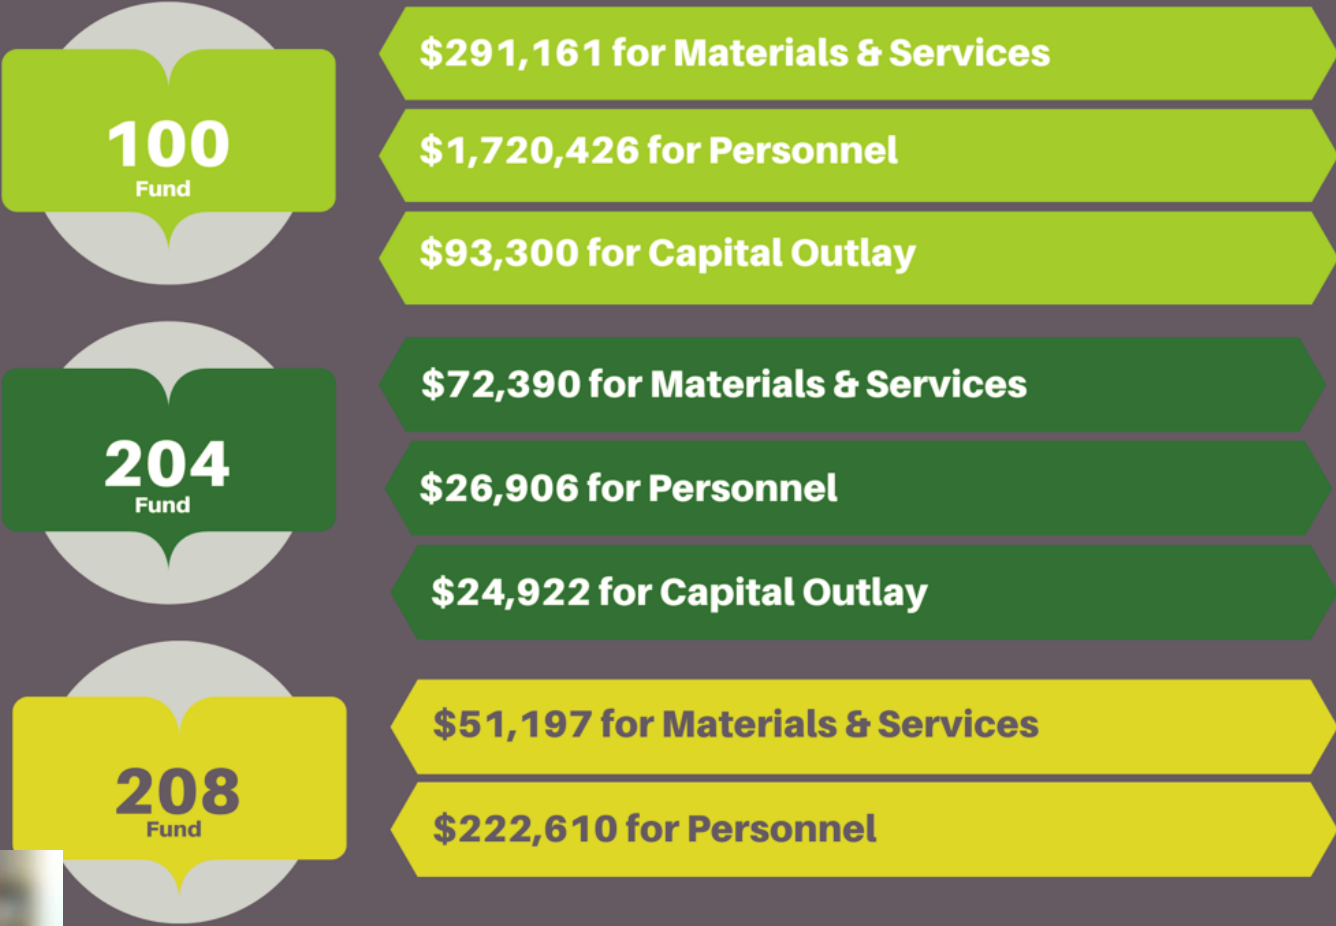 100
Fund
$291,161 for Materials & Services
$1,720,426 for Personnel
$93,300 for Capital Outlay
204
Fund
$72,390 for Materials & Services
$26,906 for Personnel
$24,922 for Capital Outlay
208
Fund
$51,197 for Materials & Services
$222,610 for Personnel